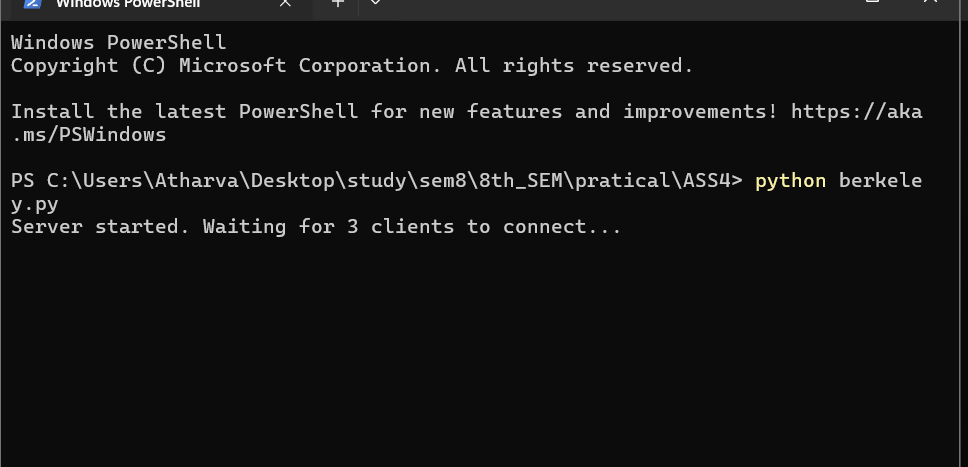 Windows PowerShell
Windows PowerShell
Copyright (C) Microsoft Corporation. All rights reserved.
Install the latest PowerShell for new features and improvements! https://aka
.ms/PSWindows
PS C:\Users\Atharva\Desktop\study\sem8\8th_SEM\pratical\ASS4> python berkele
y.py
Server started. Waiting for 3 clients to connect...